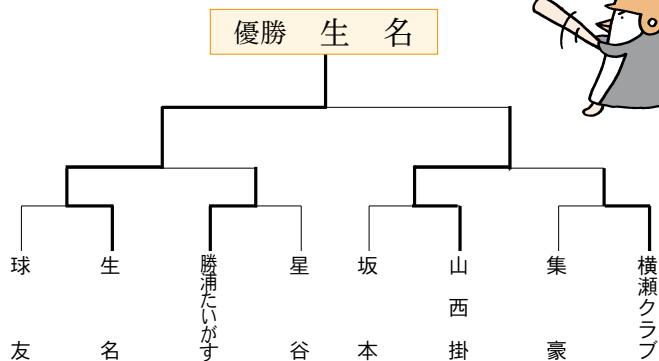 優勝 生名
球友
生名
勝浦たいがす
星谷
坂本
山西掛
集豪
横瀬クラブ